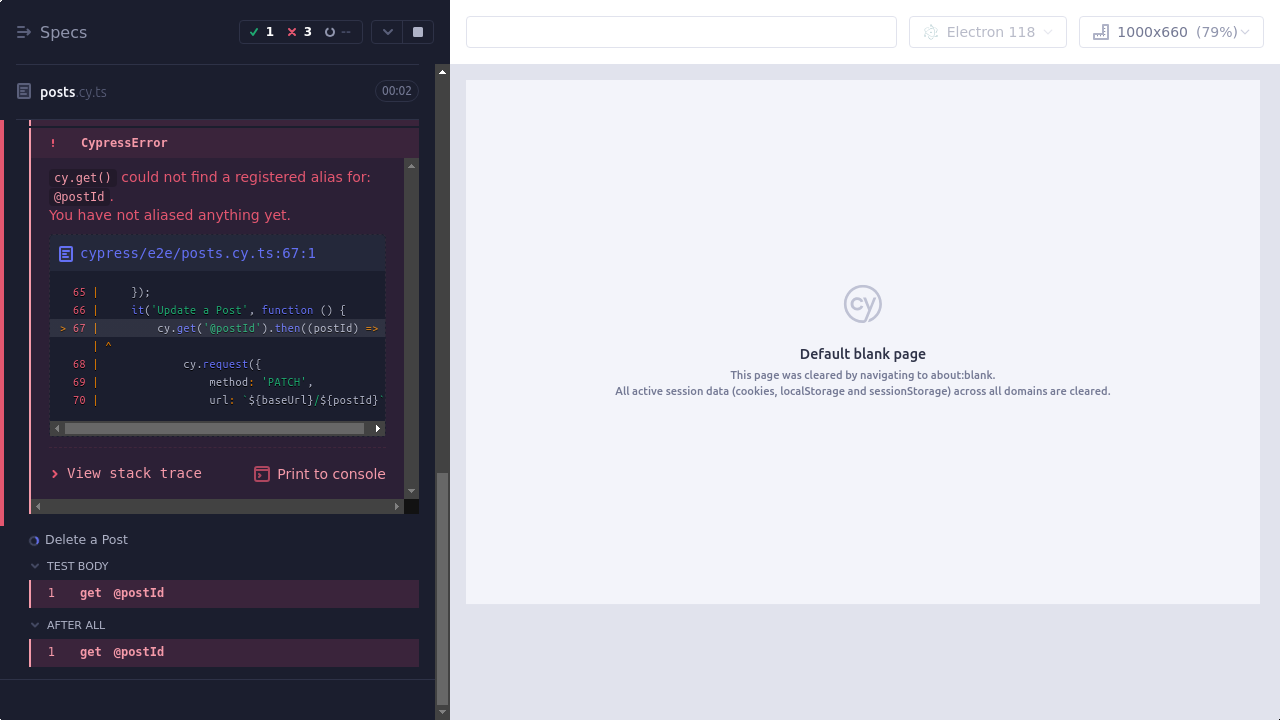 Specs
1
3
--
Electron 118
1000x660 (79%)
posts.cy.ts
00:02
! CypressError
cy.get() could not find a registered alias for:
@postId.
You have not aliased anything yet.
cypress/e2e/posts.cy.ts:67:1
65 | });
66 | it('Update a Post', function () {
> 67 | cy.get('@postId').then((postId) =>
| ^
68 | cy.request({
69 | method: 'PATCH',
70 | url: `${baseUrl}/${postId}`
View stack trace
Print to console
Delete a Post
TEST BODY
1 get @postId
AFTER ALL
1 get @postId
cy
Default blank page
This page was cleared by navigating to about:blank.
All active session data (cookies, localStorage and sessionStorage) across all domains are cleared.